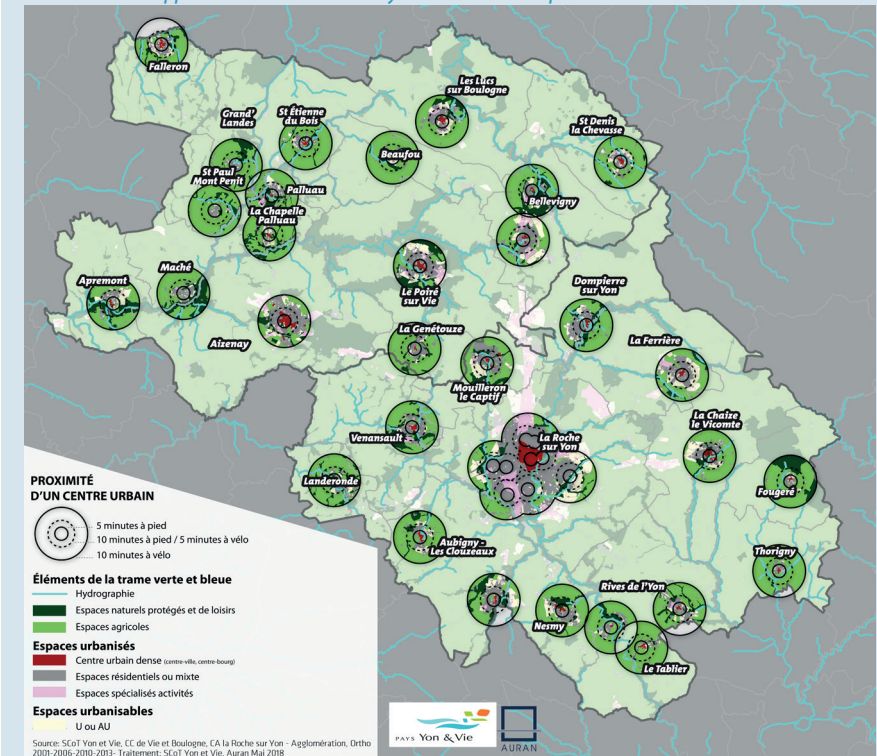 Falleron
Les Lucs
sur Boulogne
Grand'
Landes
St Étienne
du Bois
St Denis
la Chevasse
Beaufou
St Paul
Mont Penit
Palluau
Bellevigny
La Chapelle
Palluau
Apremont
Maché
Le Poiré
sur Vie
Dompierre
sur Yon
Aizenay
La Genétouze
La Ferrière
Mouilleron
le Captif
La Chaize
le Vicomte
Venansault
La Roche
sur Yon
Landeronde
Fougeré
Aubigny -
Les Clouzeaux
Thorigny
Rives de l'Yon
Nesmy
Le Tablier
PROXIMITÉ
D'UN CENTRE URBAIN
5 minutes à pied
10 minutes à pied / 5 minutes à vélo
10 minutes à vélo
Éléments de la trame verte et bleue
Hydrographie
Espaces naturels protégés et de loisirs
Espaces agricoles
Espaces urbanisés
Centre urbain dense (centre-ville, centre-bourg)
Espaces résidentiels ou mixte
Espaces spécialisés activités
Espaces urbanisables
U ou AU
Source: SCoT Yon et Vie, CC de Vie et Boulogne, CA la Roche sur Yon - Agglomération, Ortho
2001-2006-2010-2013- Traitement: SCoT Yon et Vie, Auran Mai 2018
PAYS Yon & Vie
AURAN